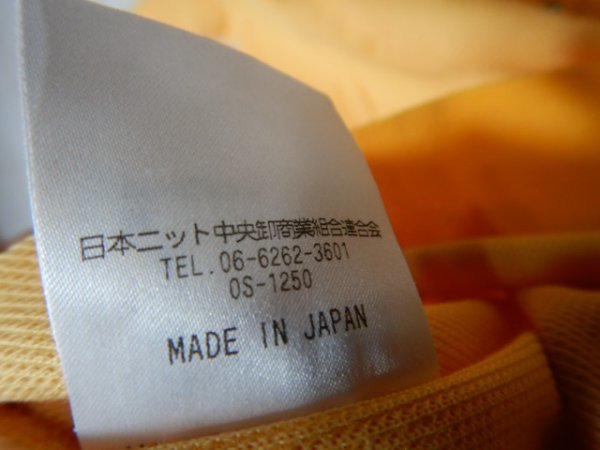 日本ニット中央卸商業組合連合会
TEL. 06-6262-3601
OS-1250
MADE IN JAPAN